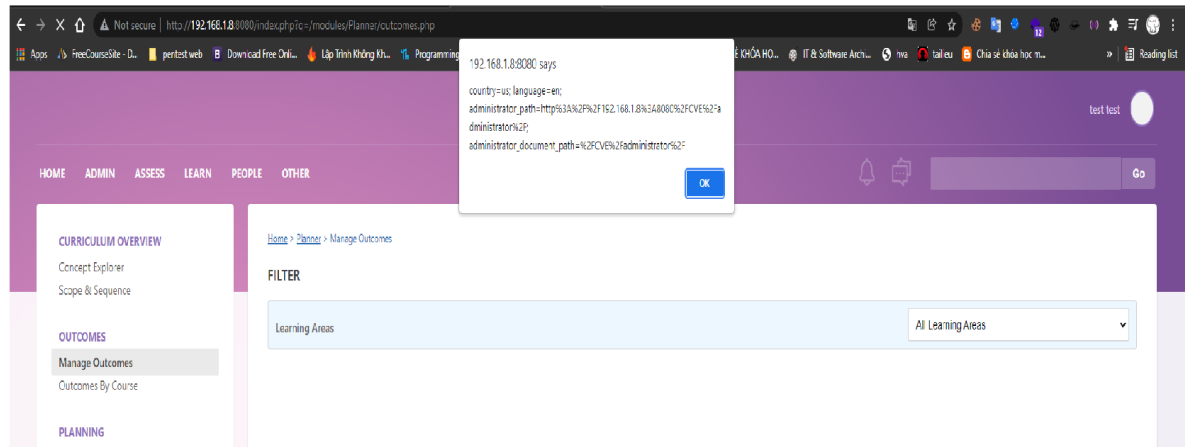 Not secure | http://192.168.1.8:8080/index.php?q=/modules/Planner/outcomes.php
12
Apps FreeCourseSite - D... pentest web Download Free Onli... Lập Trình Không Kh... Programming Ẻ KHÓA HO... IT & Software Archi... hva tailieu Chia sẻ khóa học m... » Reading list
192.168.1.8:8080 says
country=us; language=en;
administrator_path=http%3A%2F%2F192.168.1.8%3A8080%2FCVE%2Fa
dministrator%2F;
administrator_document_path=%2FCVE%2Fadministrator%2F
OK
test test
HOME ADMIN ASSESS LEARN PEOPLE OTHER
Go
CURRICULUM OVERVIEW
Concept Explorer
Scope & Sequence
OUTCOMES
Manage Outcomes
Outcomes By Course
PLANNING
Home > Planner > Manage Outcomes
FILTER
Learning Areas
All Learning Areas